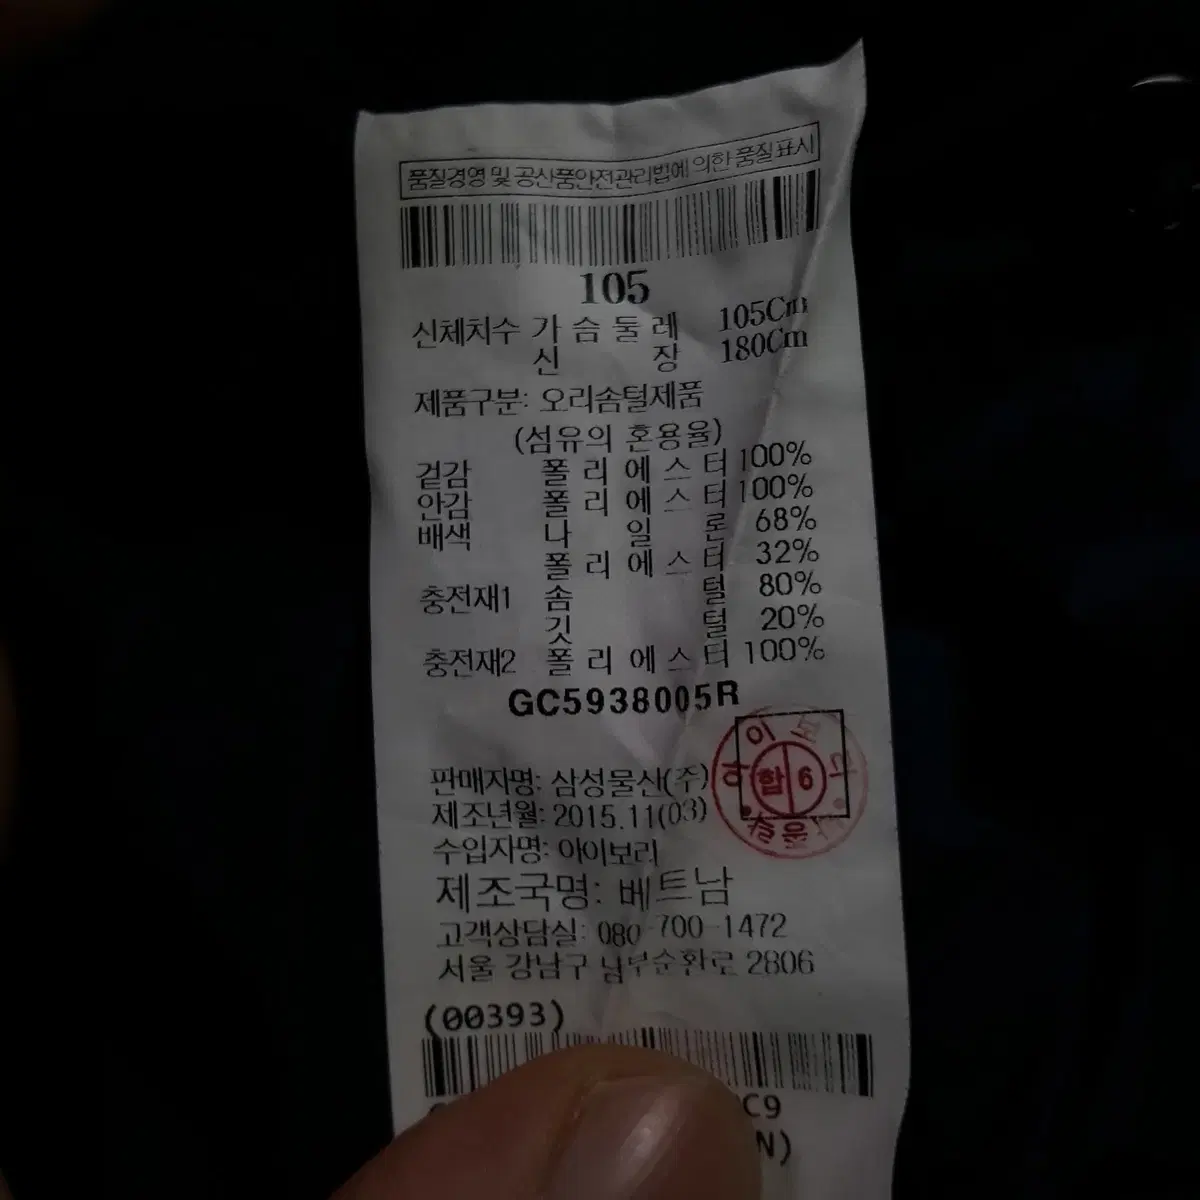 품질경영 및 공산품안전관리법에 의한 품질표시
105
신체치수 가 슴 둘 레 105Cm
신 장 180Cm
제품구분: 오리솜털제품
(섬유의 혼용율)
겉감 폴 리 에 스 터 100%
안감 폴 리 에 스 터 100%
배색 나 일 론 68%
폴 리 에 스 터 32%
충전재1 솜 털 80%
깃 털 20%
충전재2 폴 리 에 스 터 100%
GC5938005R
판매자명: 삼성물산(주)
합 6
제조년월: 2015.11(03)
수입자명: 아이보리
제조국명: 베트남
고객상담실: 080-700-1472
서울 강남구 남부순환로 2806
(00393)
C9
N)